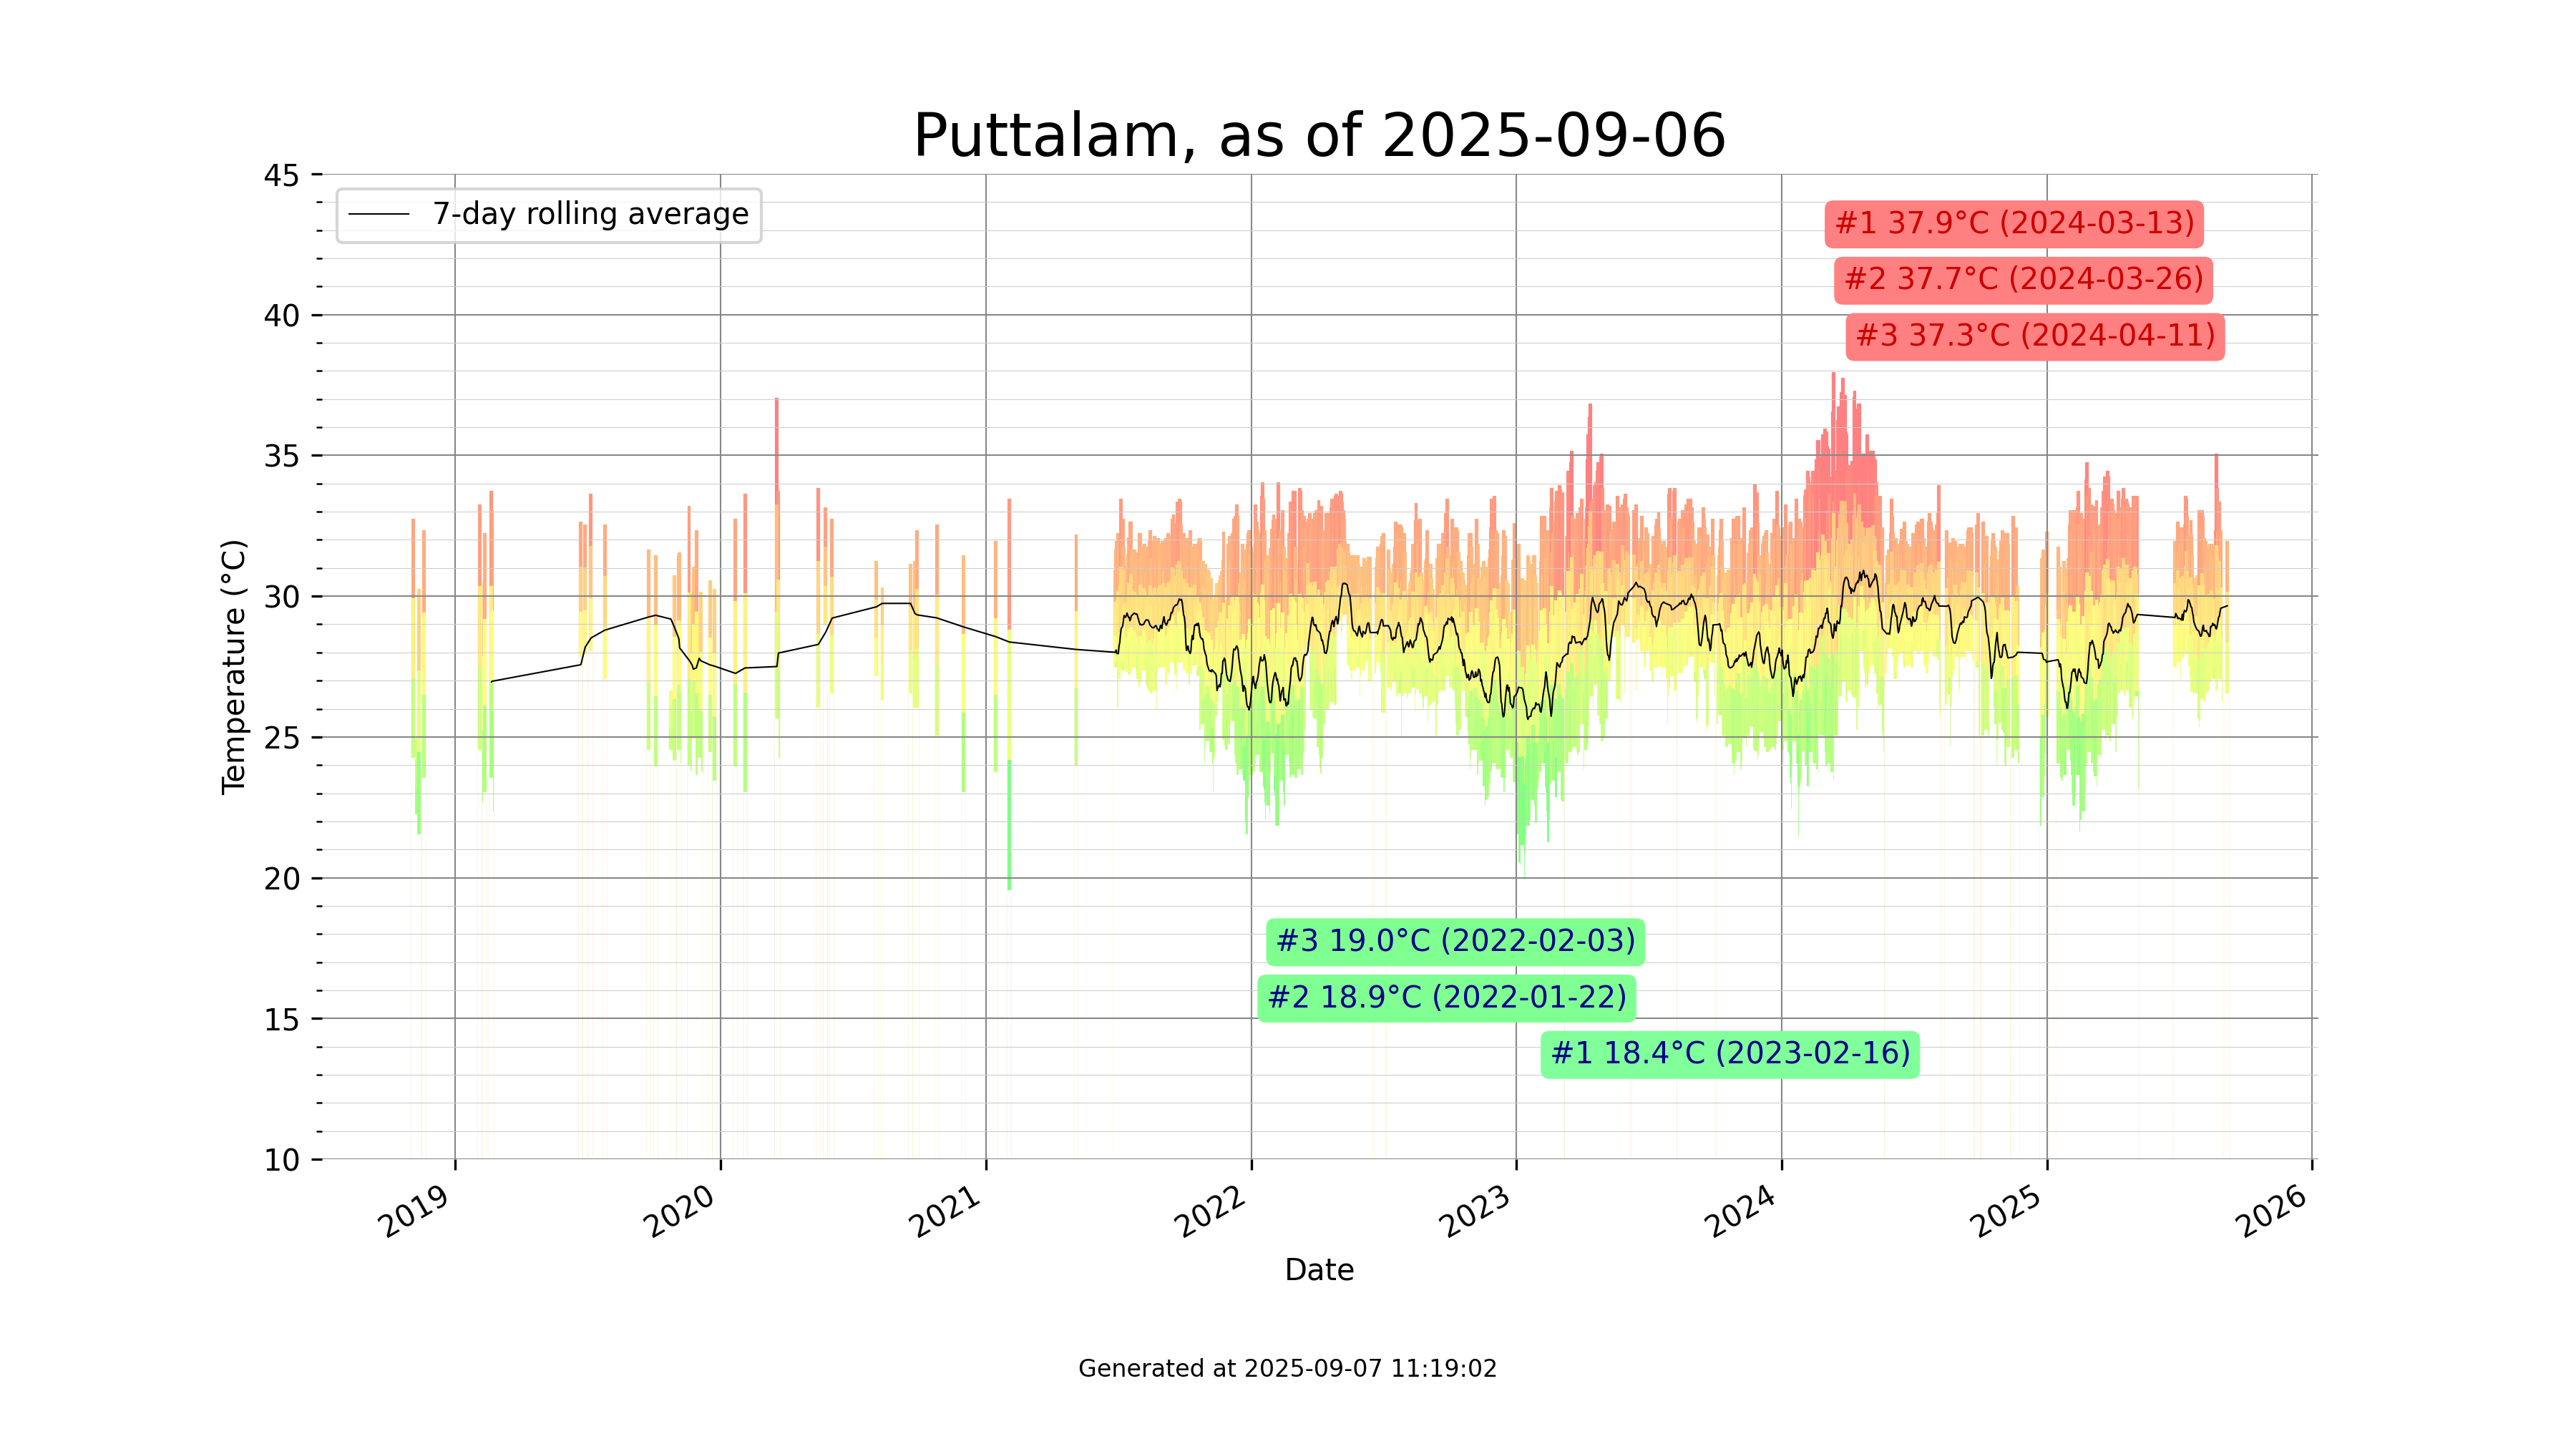 Puttalam, as of 2025-09-06
7-day rolling average
#1 37.9°C (2024-03-13)
#2 37.7°C (2024-03-26)
#3 37.3°C (2024-04-11)
#3 19.0°C (2022-02-03)
#2 18.9°C (2022-01-22)
#1 18.4°C (2023-02-16)
Temperature (°C)
45
40
35
30
25
20
15
10
2019
2020
2021
2022
2023
2024
2025
2026
Date
Generated at 2025-09-07 11:19:02